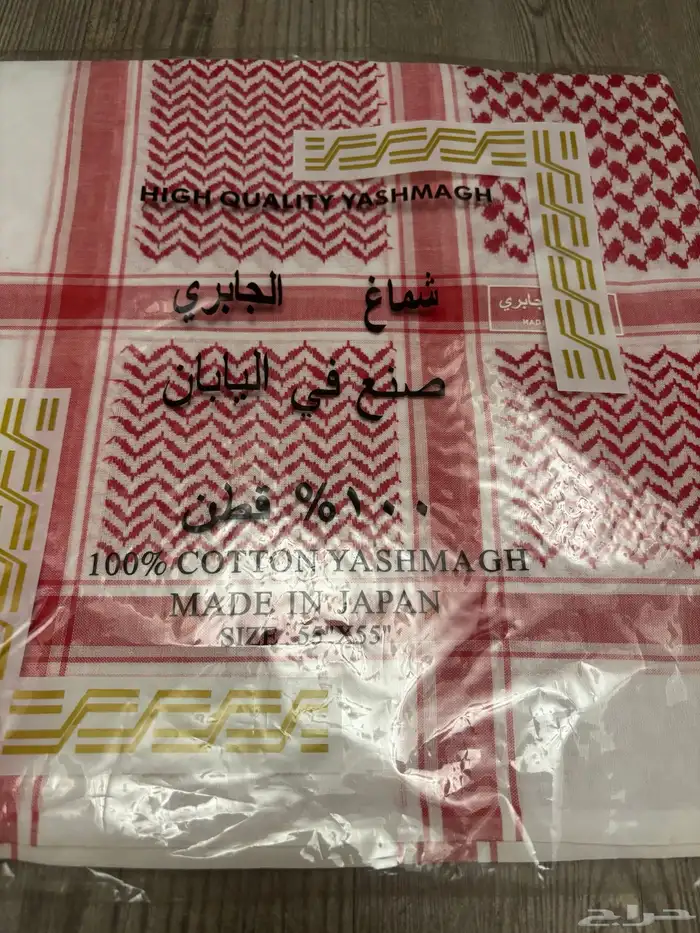 HIGH QUALITY YASHMAGH
شماغ الجابري
صنع في اليابان
١٠٠% قطن
100% COTTON YASHMAGH
MADE IN JAPAN
SIZE : 55"X55"
حراج